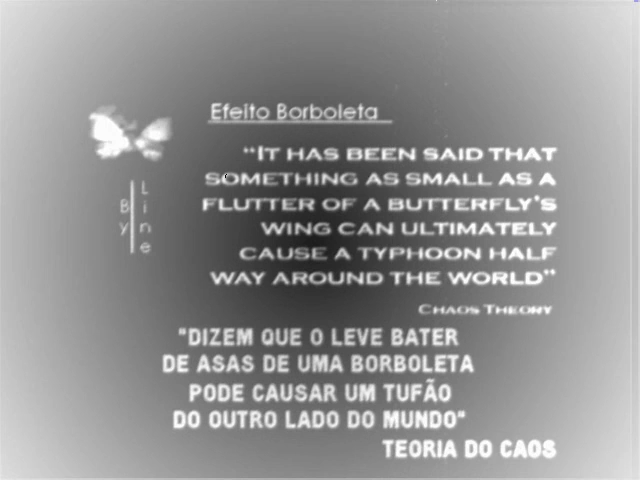 Efeito Borboleta
"IT HAS BEEN SAID THAT
SOMETHING AS SMALL AS A
FLUTTER OF A BUTTERFLY'S
WING CAN ULTIMATELY
CAUSE A TYPHOON HALF
WAY AROUND THE WORLD"
CHAOS THEORY
By
Line
"DIZEM QUE O LEVE BATER
DE ASAS DE UMA BORBOLETA
PODE CAUSAR UM TUFÃO
DO OUTRO LADO DO MUNDO"
TEORIA DO CAOS